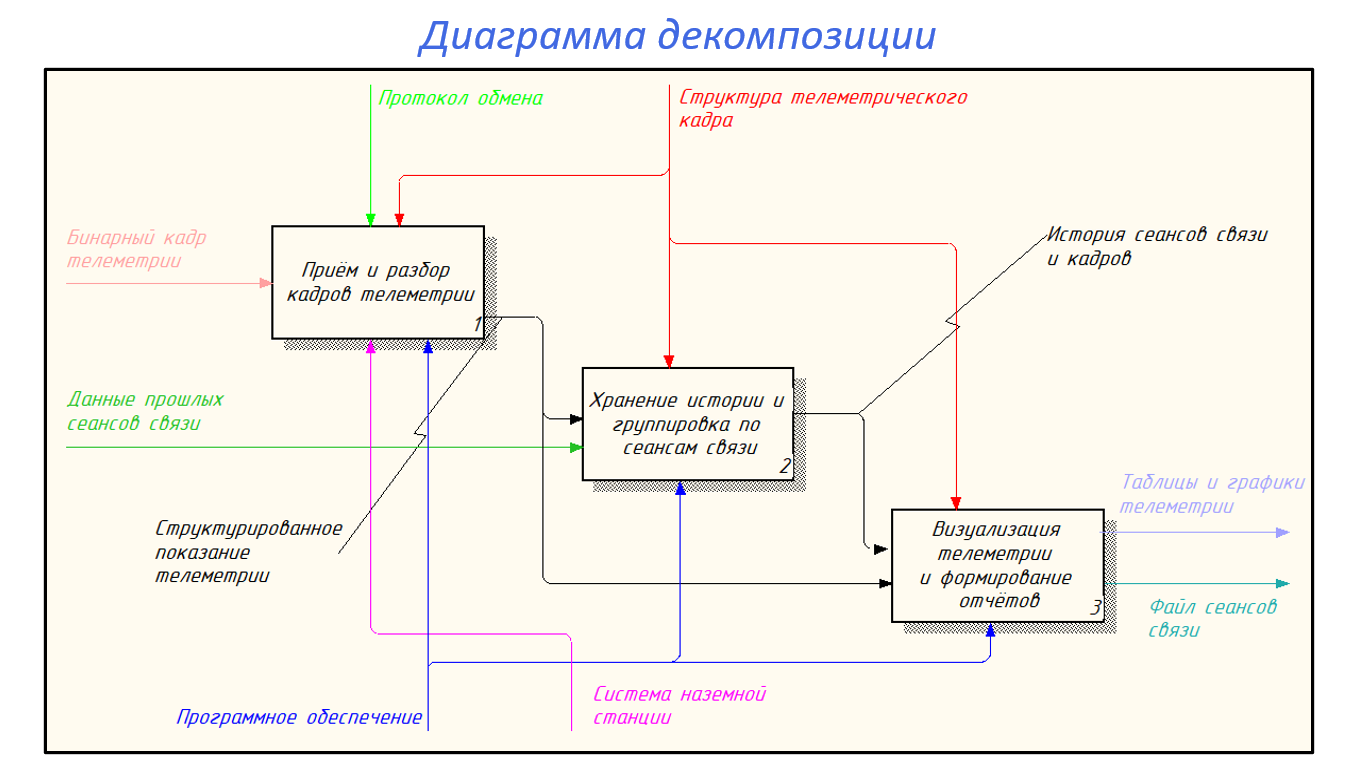 Диаграмма декомпозиции
Протокол обмена
Структура телеметрического
кадра
Бинарный кадр
телеметрии
Приём и разбор
кадров телеметрии
1
История сеансов связи
и кадров
Данные прошлых
сеансов связи
Хранение истории и
группировка по
сеансам связи
2
Структурированное
показание
телеметрии
Визуализация
телеметрии
и формирование
отчётов
3
Таблицы и графики
телеметрии
Файл сеансов
связи
Система наземной
станции
Программное обеспечение